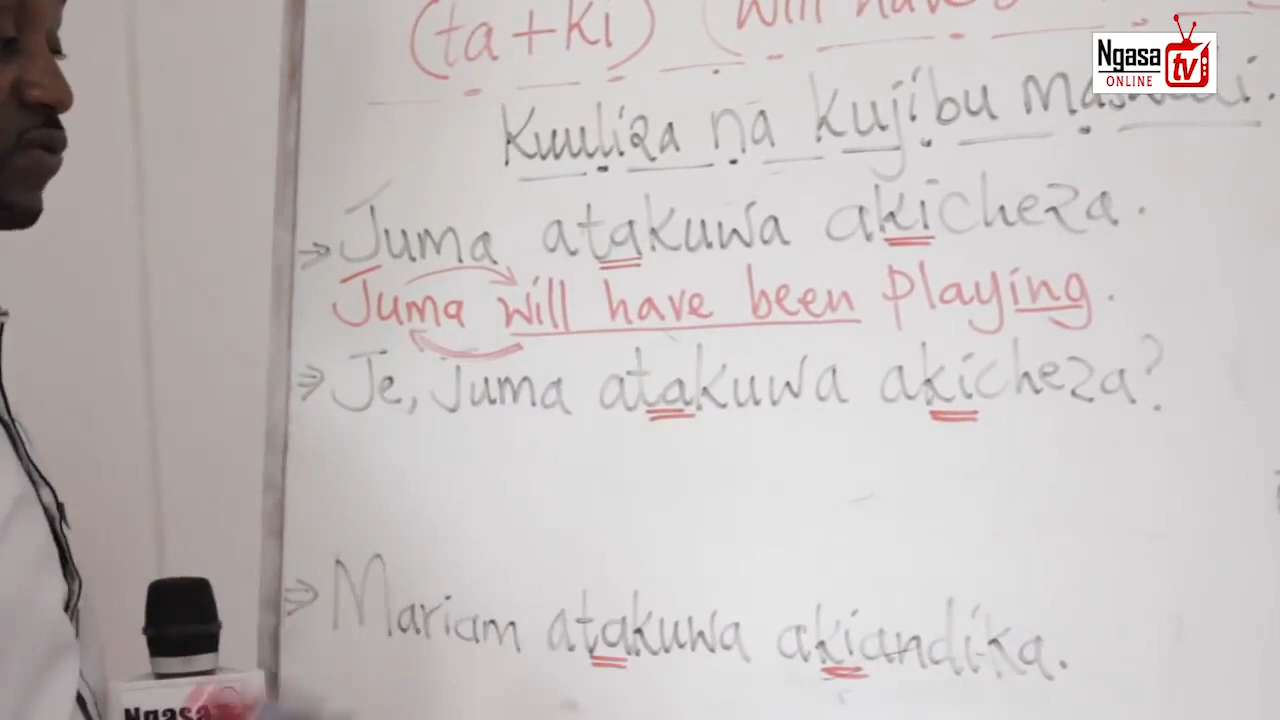 (ta+ki) (Will have
Ngasa tv
ONLINE
Kuuliza na kujibu
⇒ Juma atakuwa akicheza.
Juma will have been playing.
⇒ Je, Juma atakuwa akicheza?
⇒ Mariam atakuwa akiandika.
Ngasa